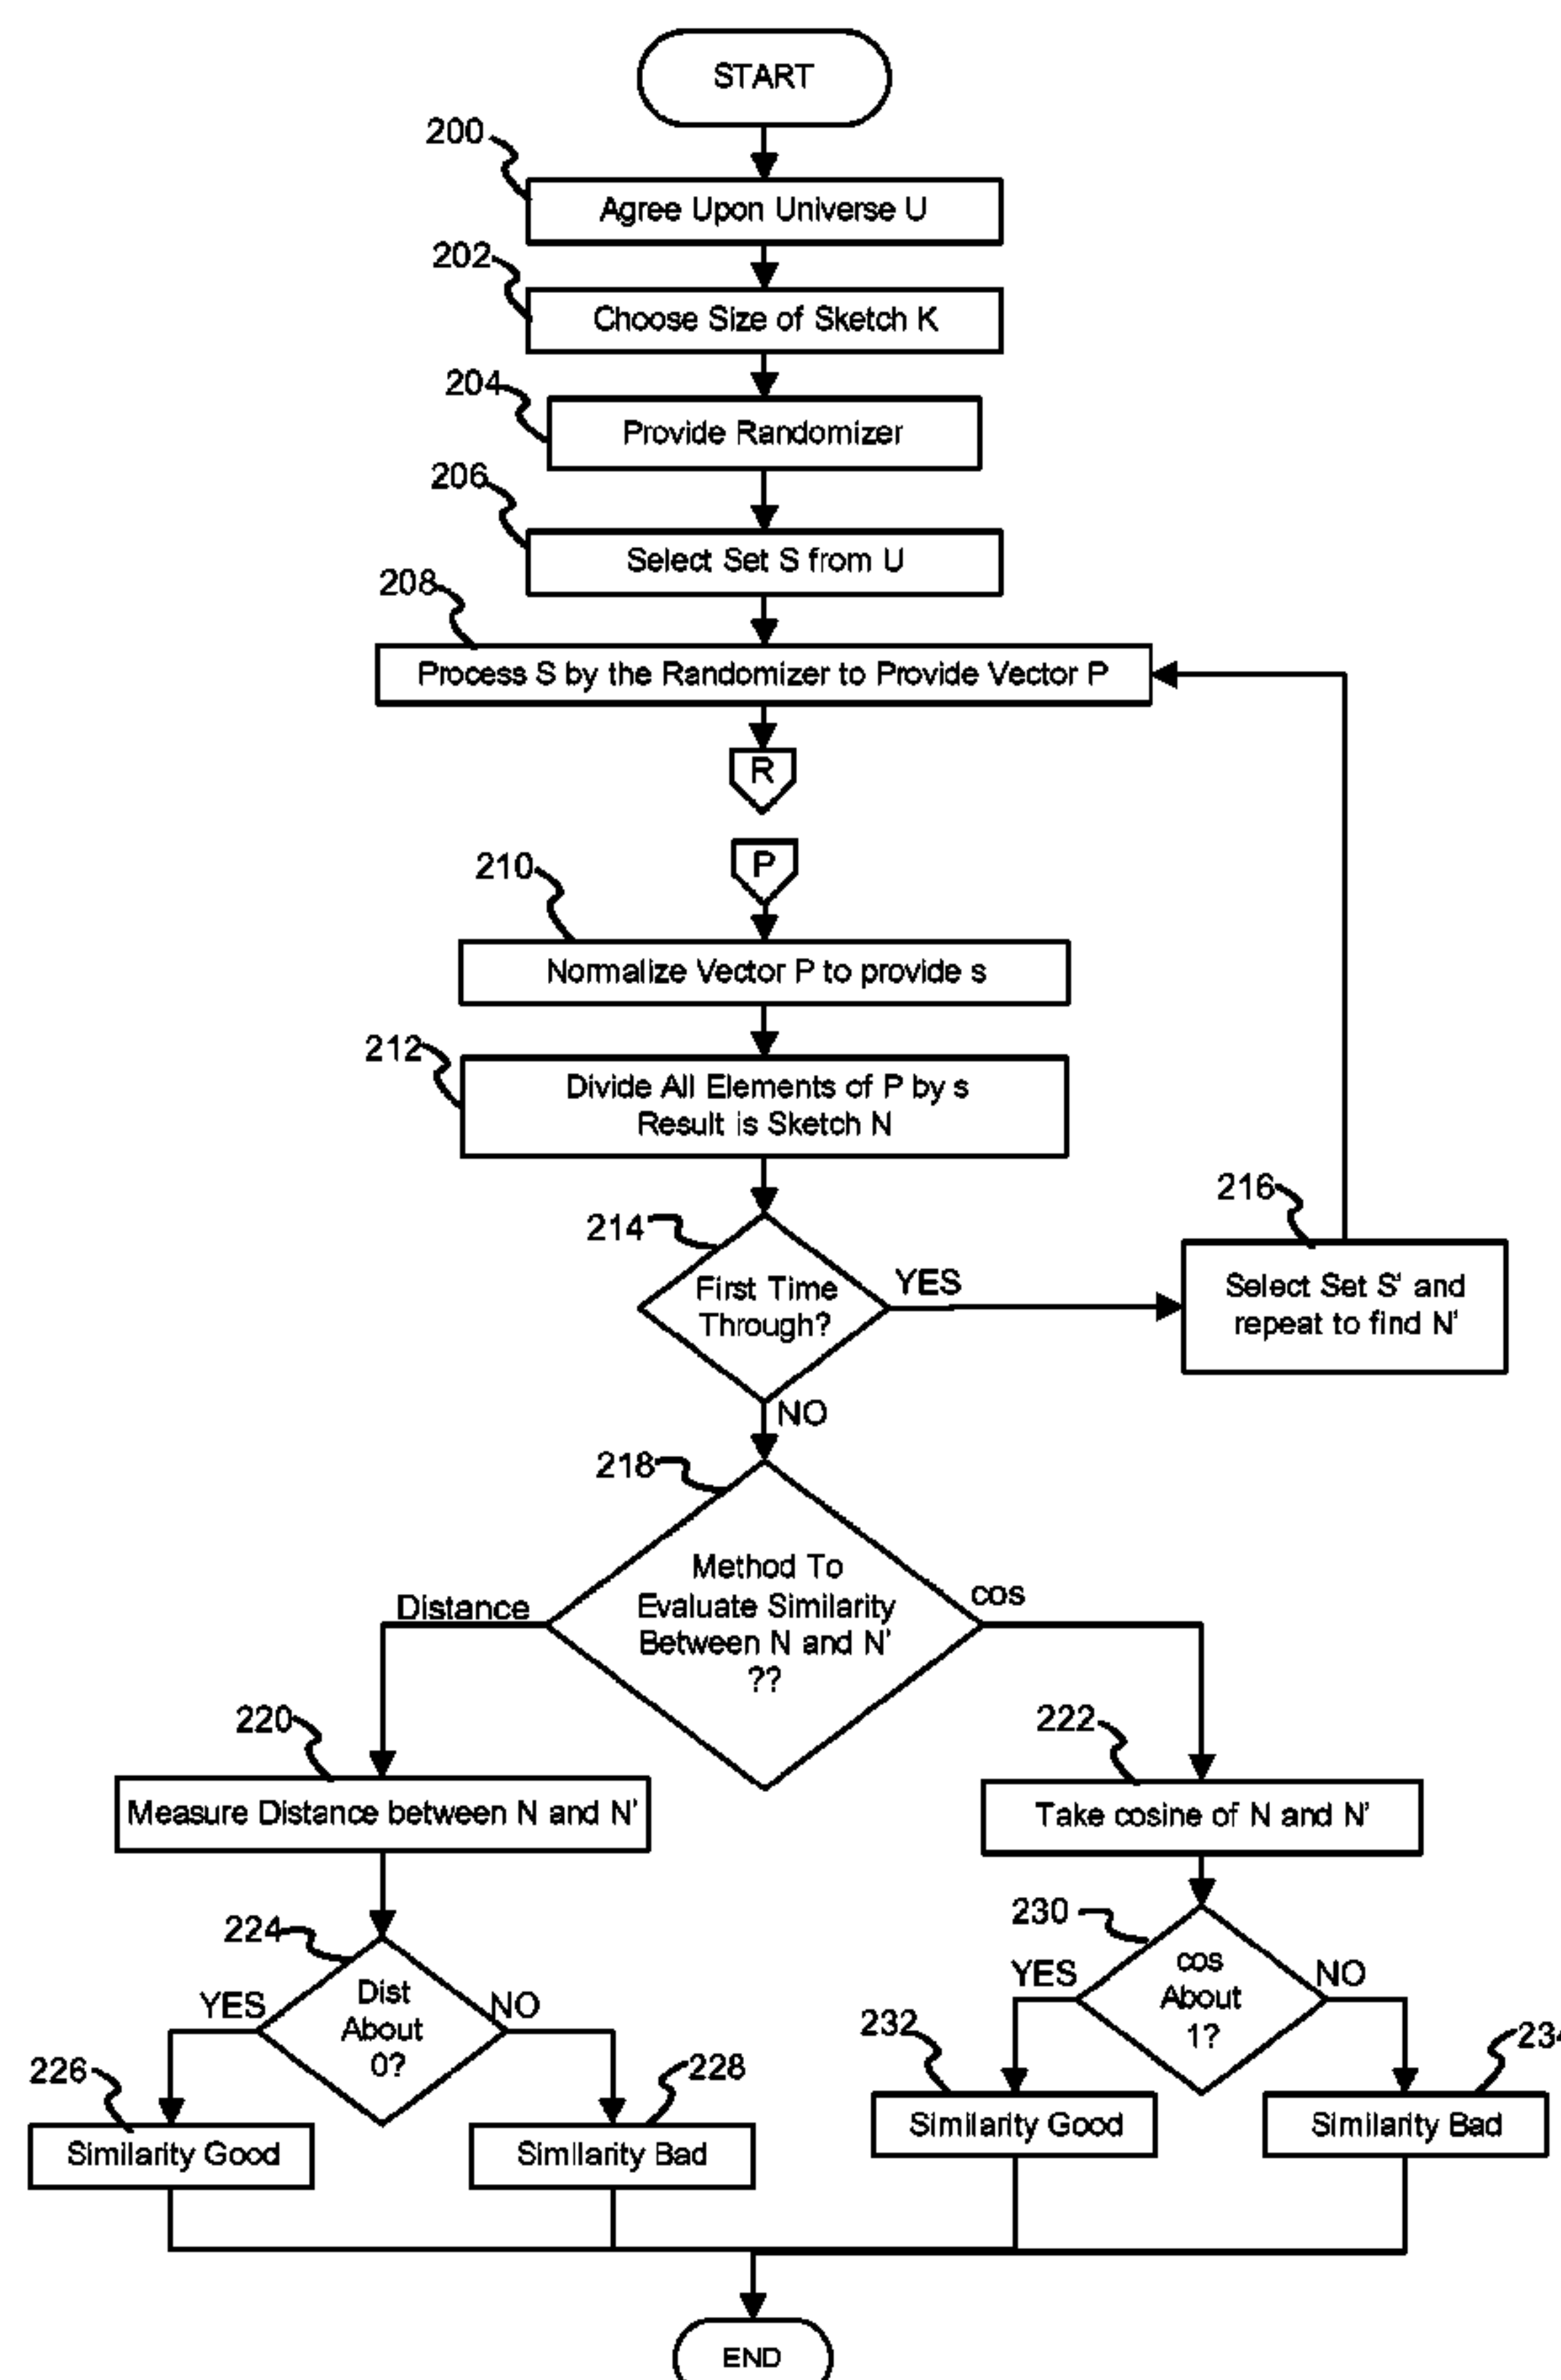 START
200
Agree Upon Universe U
202
Choose Size of Sketch K
204
Provide Randomizer
206
Select Set S from U
208
Process S by the Randomizer to Provide Vector P
R
P
210
Normalize Vector P to provide s
212
Divide All Elements of P by s
Result is Sketch N
214
First Time
Through?
YES
216
Select Set S' and
repeat to find N'
NO
218
Method To
Evaluate Similarity
Between N and N'
??
Distance
cos
220
Measure Distance between N and N'
222
Take cosine of N and N'
224
Dist
About
0?
YES
NO
230
cos
About
1?
YES
NO
226
Similarity Good
228
Similarity Bad
232
Similarity Good
234
Similarity Bad
END